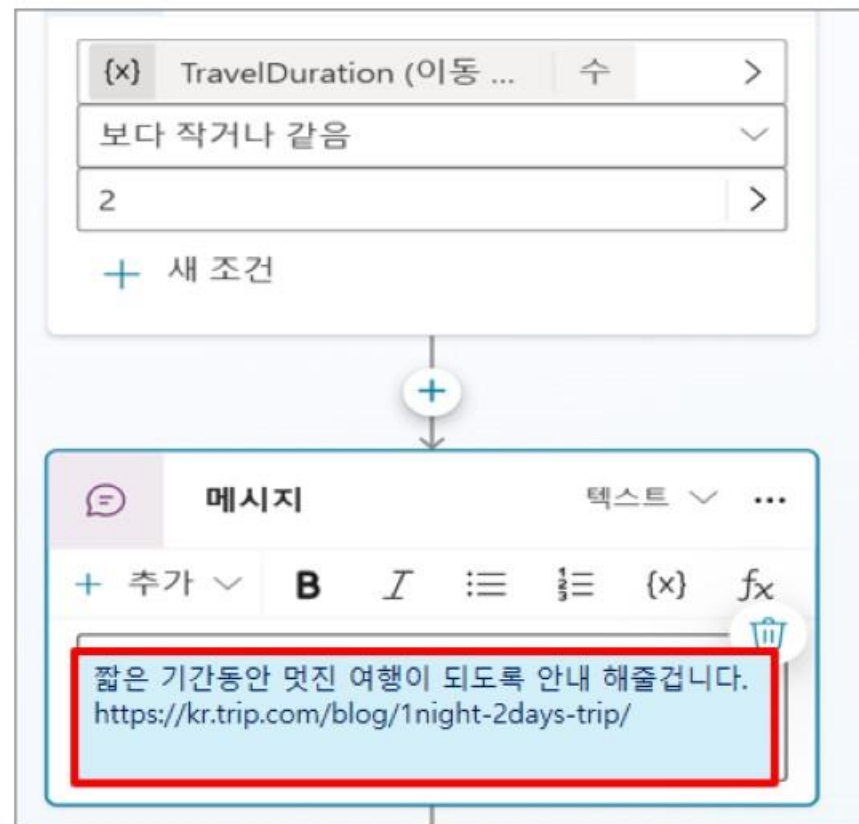 {x} TravelDuration (이동 ... 수
보다 작거나 같음
2
새 조건
메시지 텍스트
추가 B I {x} fx
짧은 기간동안 멋진 여행이 되도록 안내 해줄겁니다.
https://kr.trip.com/blog/1night-2days-trip/